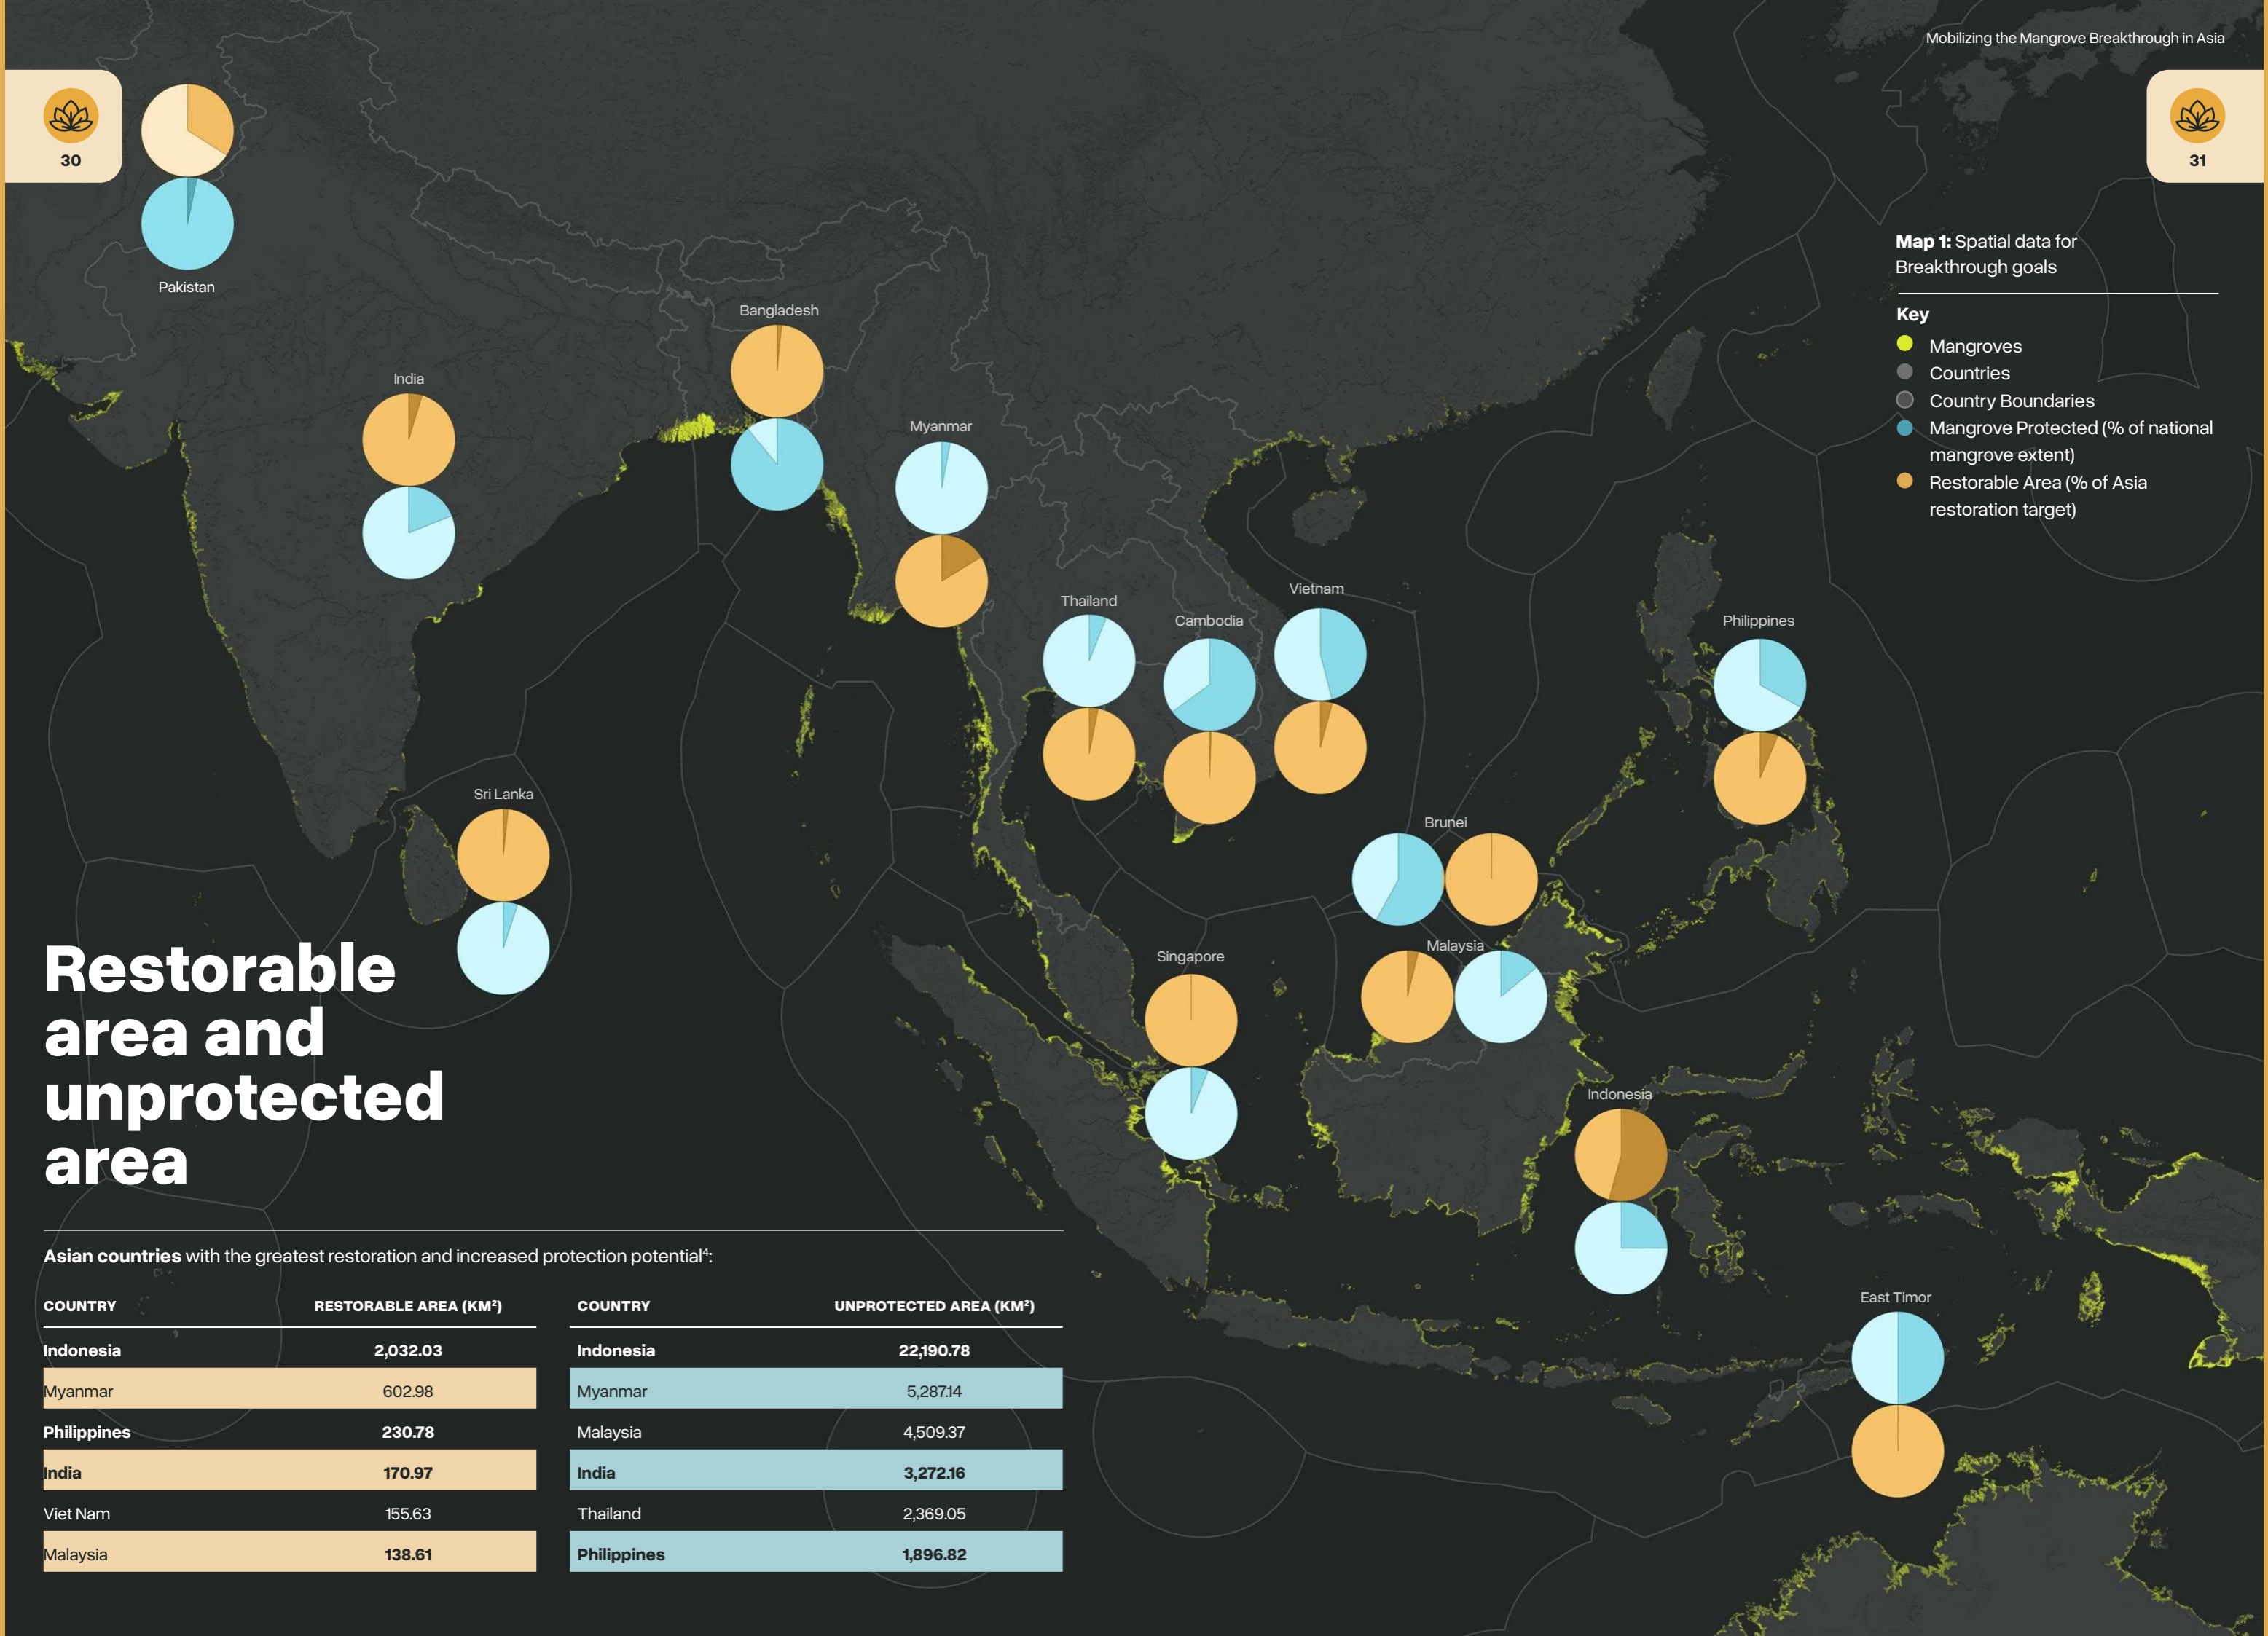 Mobilizing the Mangrove Breakthrough in Asia
30
31
Map 1: Spatial data for
Breakthrough goals
Key
Mangroves
Countries
Country Boundaries
Mangrove Protected (% of national
mangrove extent)
Restorable Area (% of Asia
restoration target)
Pakistan
Bangladesh
India
Myanmar
Thailand
Cambodia
Vietnam
Philippines
Sri Lanka
Brunei
Malaysia
Singapore
Indonesia
East Timor
Restorable
area and
unprotected
area
Asian countries with the greatest restoration and increased protection potential⁴:
COUNTRY RESTORABLE AREA (KM²)
Indonesia 2,032.03
Myanmar 602.98
Philippines 230.78
India 170.97
Viet Nam 155.63
Malaysia 138.61
COUNTRY UNPROTECTED AREA (KM²)
Indonesia 22,190.78
Myanmar 5,287.14
Malaysia 4,509.37
India 3,272.16
Thailand 2,369.05
Philippines 1,896.82